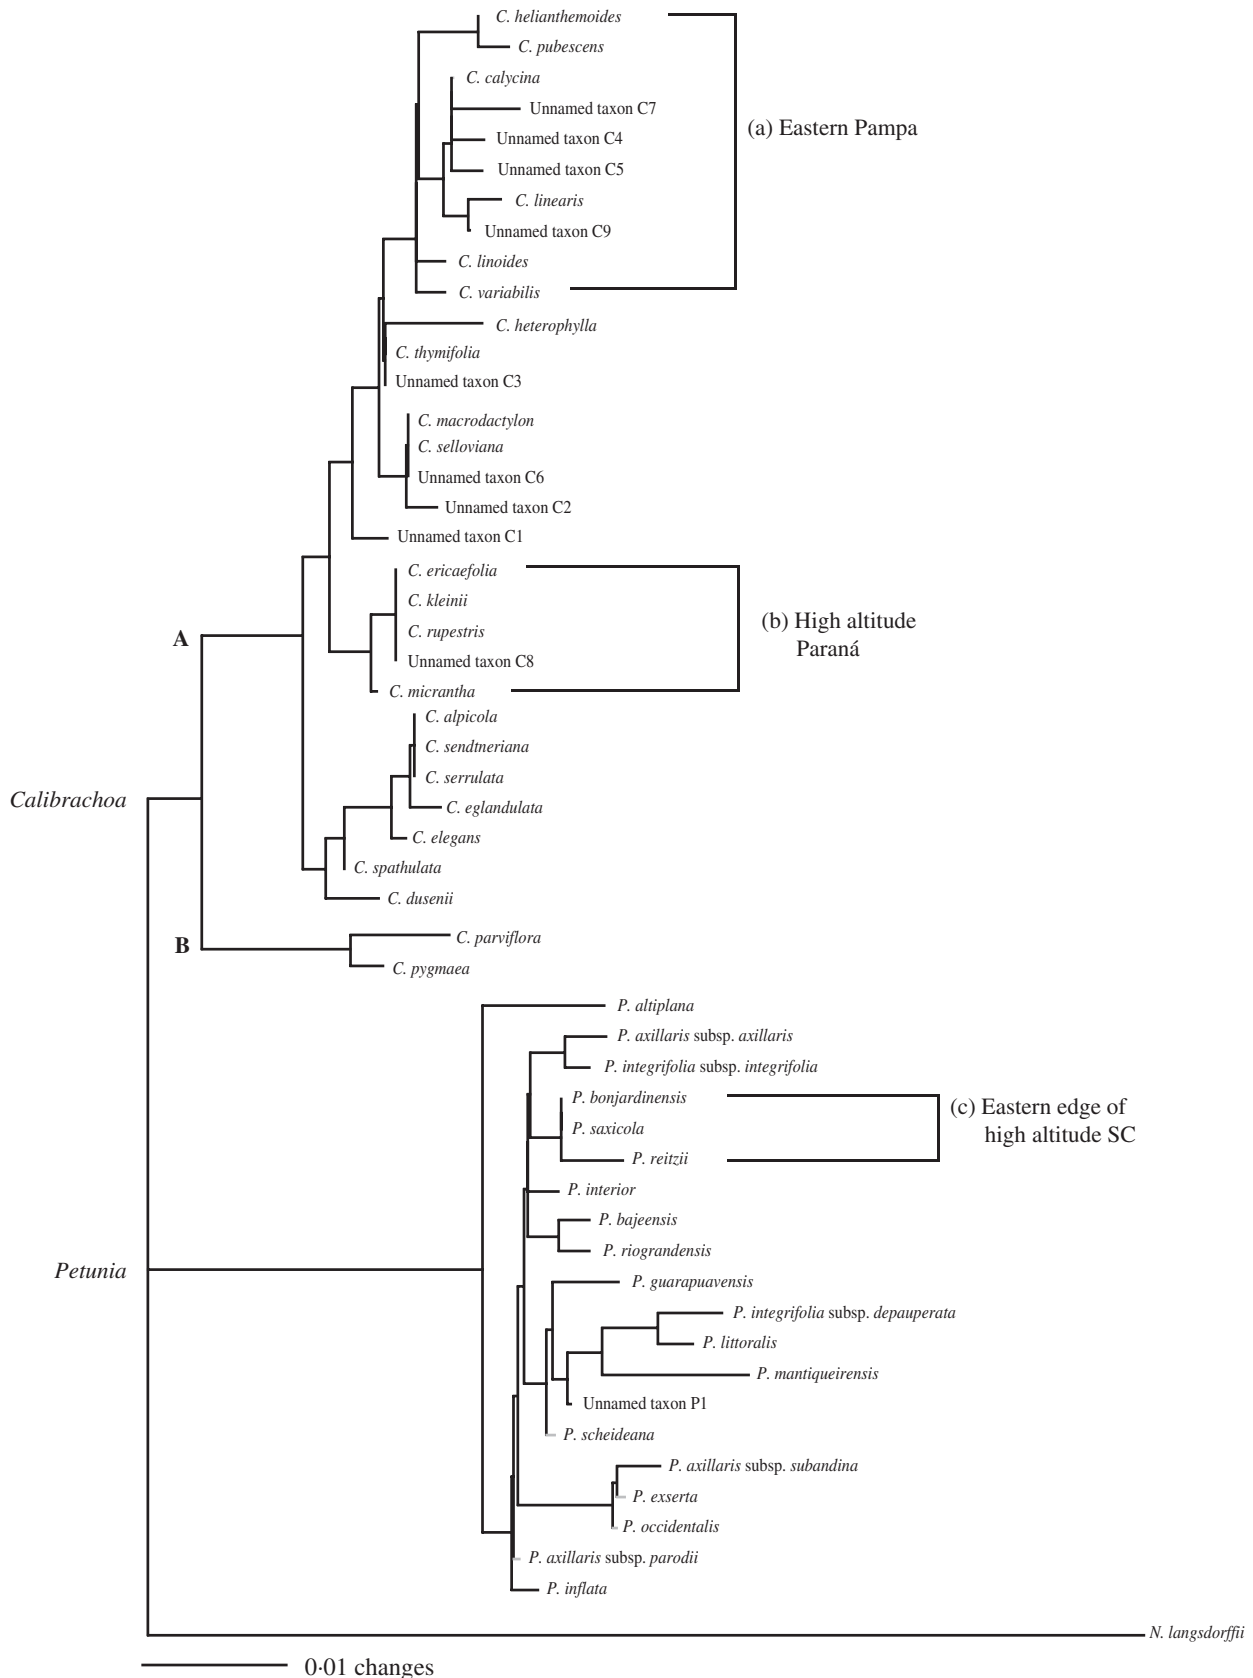 C. helianthemoides
C. pubescens
C. calycina
Unnamed taxon C7
(a) Eastern Pampa
Unnamed taxon C4
Unnamed taxon C5
C. linearis
Unnamed taxon C9
C. linoides
C. variabilis
C. heterophylla
C. thymifolia
Unnamed taxon C3
C. macrodactylon
C. selloviana
Unnamed taxon C6
Unnamed taxon C2
Unnamed taxon C1
C. ericaefolia
C. kleinii
(b) High altitude
Paraná
C. rupestris
A
Unnamed taxon C8
C. micrantha
C. alpicola
C. sendtneriana
C. serrulata
Calibrachoa
C. eglandulata
C. elegans
C. spathulata
C. dusenii
B
C. parviflora
C. pygmaea
P. altiplana
P. axillaris subsp. axillaris
P. integrifolia subsp. integrifolia
P. bonjardinensis
(c) Eastern edge of
high altitude SC
P. saxicola
P. reitzii
P. interior
P. bajeensis
P. riograndensis
Petunia
P. guarapuavensis
P. integrifolia subsp. depauperata
P. littoralis
P. mantiqueirensis
Unnamed taxon P1
P. scheideana
P. axillaris subsp. subandina
P. exserta
P. occidentalis
P. axillaris subsp. parodii
P. inflata
N. langsdorffii
0·01 changes